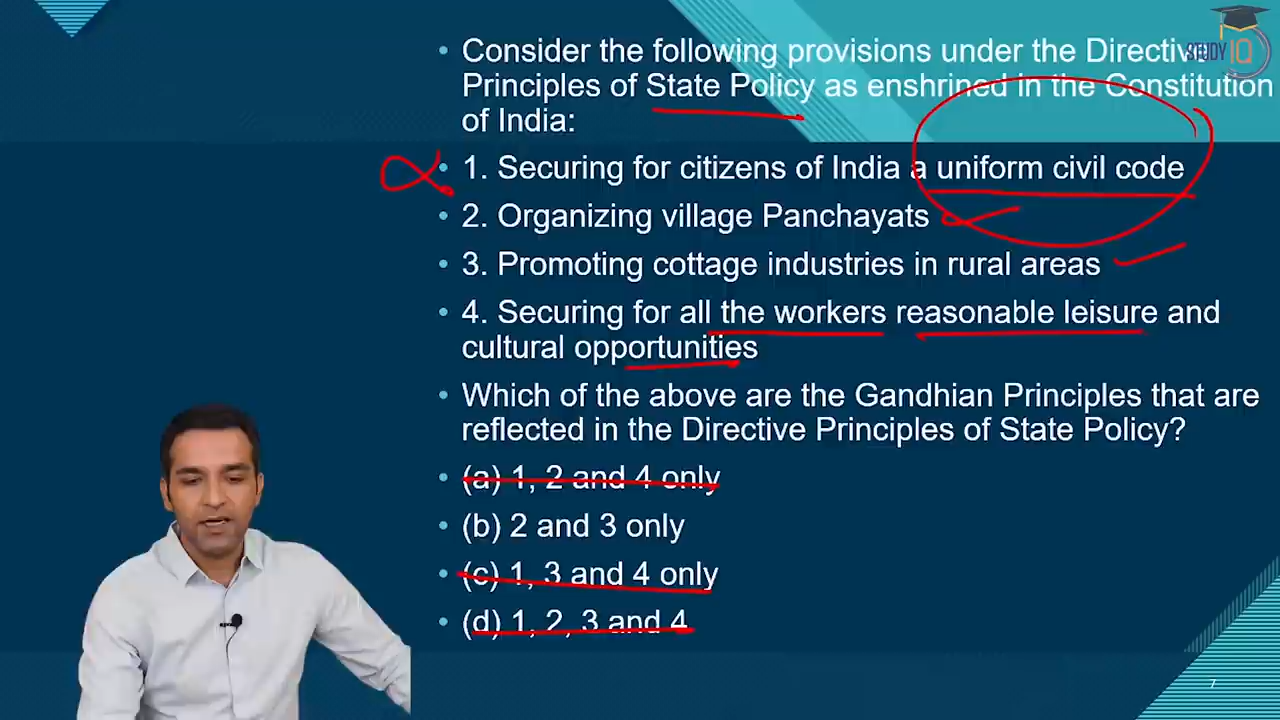 • Consider the following provisions under the Directive
Principles of State Policy as enshrined in the Constitution
of India:
• 1. Securing for citizens of India a uniform civil code
• 2. Organizing village Panchayats
• 3. Promoting cottage industries in rural areas
• 4. Securing for all the workers reasonable leisure and
cultural opportunities
• Which of the above are the Gandhian Principles that are
reflected in the Directive Principles of State Policy?
• (a) 1, 2 and 4 only
• (b) 2 and 3 only
• (c) 1, 3 and 4 only
• (d) 1, 2, 3 and 4
STUDY IQ
7